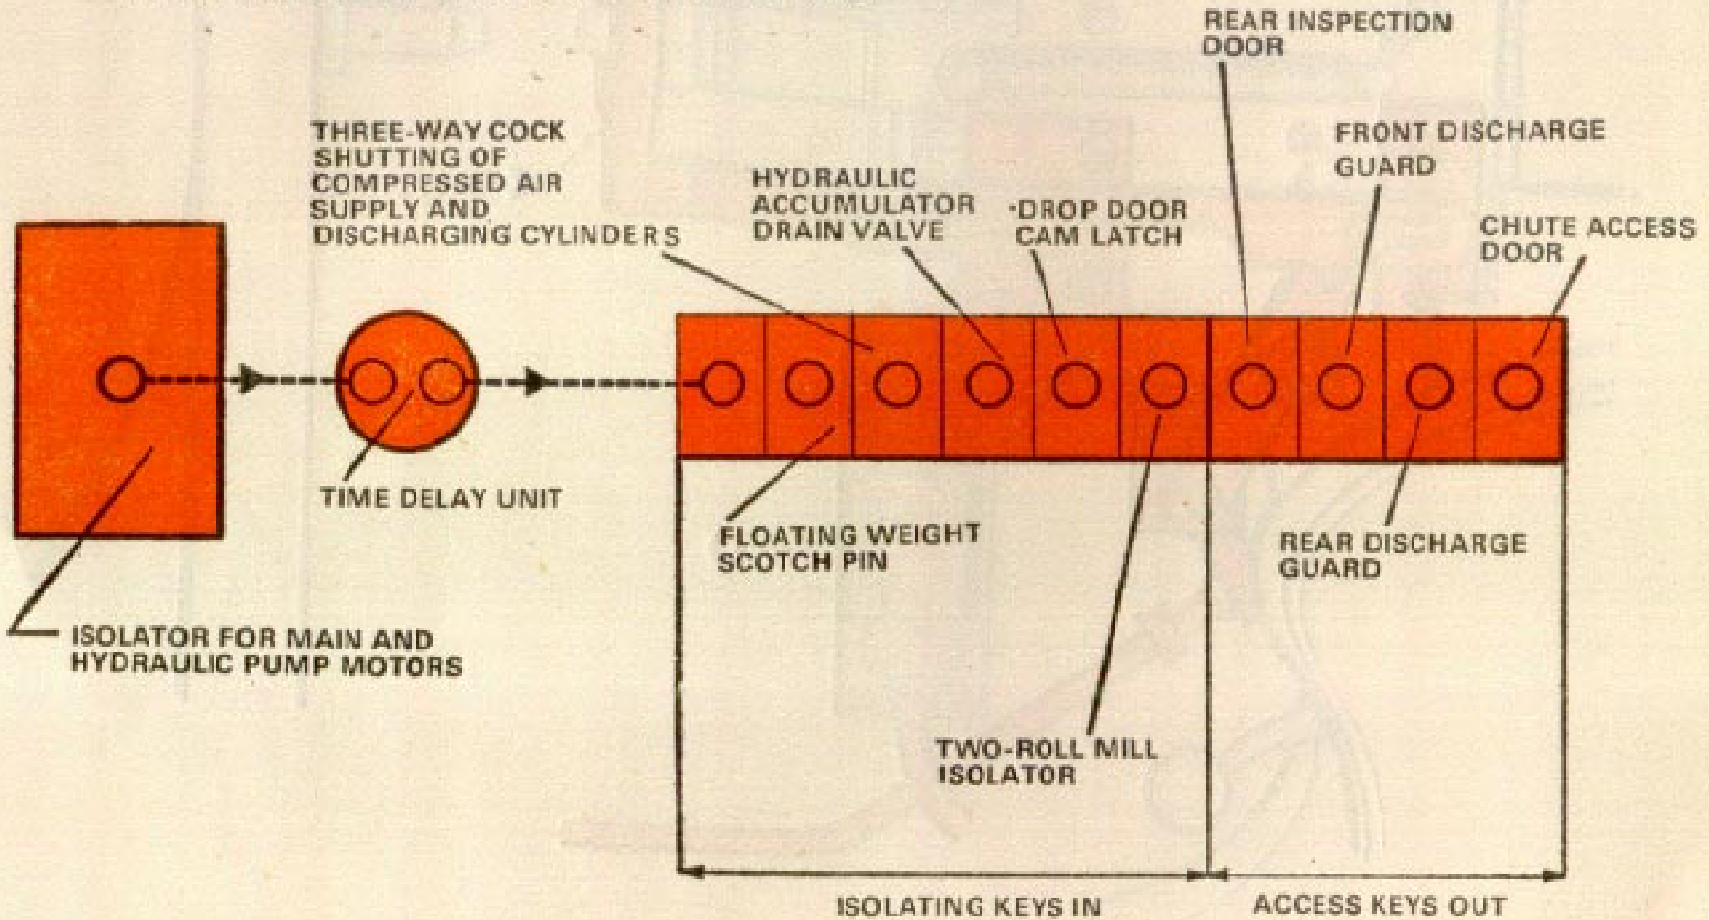 REAR INSPECTION
DOOR
THREE-WAY COCK
SHUTTING OF
COMPRESSED AIR
SUPPLY AND
DISCHARGING CYLINDERS
HYDRAULIC
ACCUMULATOR
DRAIN VALVE
DROP DOOR
CAM LATCH
FRONT DISCHARGE
GUARD
CHUTE ACCESS
DOOR
TIME DELAY UNIT
FLOATING WEIGHT
SCOTCH PIN
REAR DISCHARGE
GUARD
ISOLATOR FOR MAIN AND
HYDRAULIC PUMP MOTORS
TWO-ROLL MILL
ISOLATOR
ISOLATING KEYS IN
ACCESS KEYS OUT